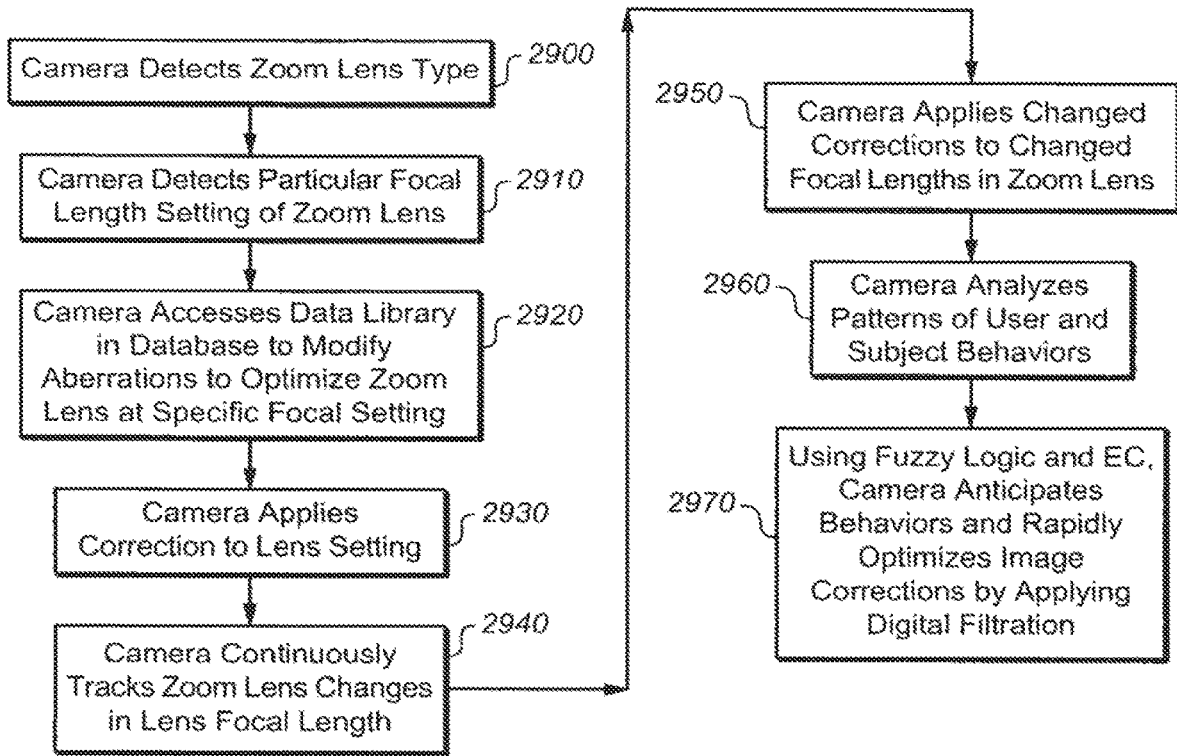 Camera Detects Zoom Lens Type
2900
Camera Detects Particular Focal
Length Setting of Zoom Lens
2910
Camera Accesses Data Library
in Database to Modify
Aberrations to Optimize Zoom
Lens at Specific Focal Setting
2920
Camera Applies
Correction to Lens Setting
2930
Camera Continuously
Tracks Zoom Lens Changes
in Lens Focal Length
2940
2950
Camera Applies Changed
Corrections to Changed
Focal Lengths in Zoom Lens
2960
Camera Analyzes
Patterns of User and
Subject Behaviors
2970
Using Fuzzy Logic and EC,
Camera Anticipates
Behaviors and Rapidly
Optimizes Image
Corrections by Applying
Digital Filtration